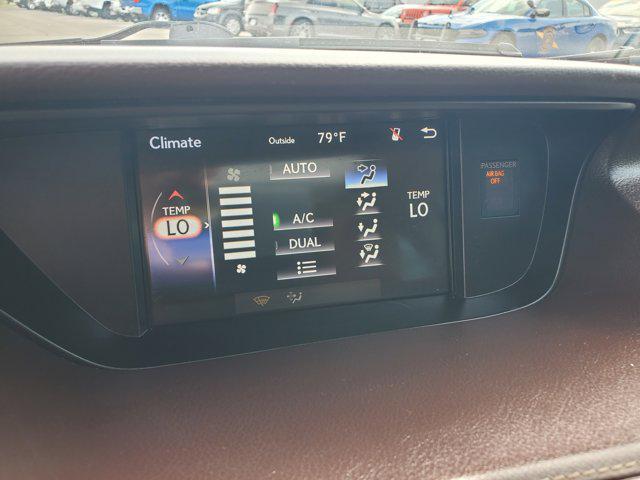 Climate
Outside 79°F
AUTO
TEMP
LO
TEMP
LO
A/C
DUAL
PASSENGER
AIR BAG
OFF